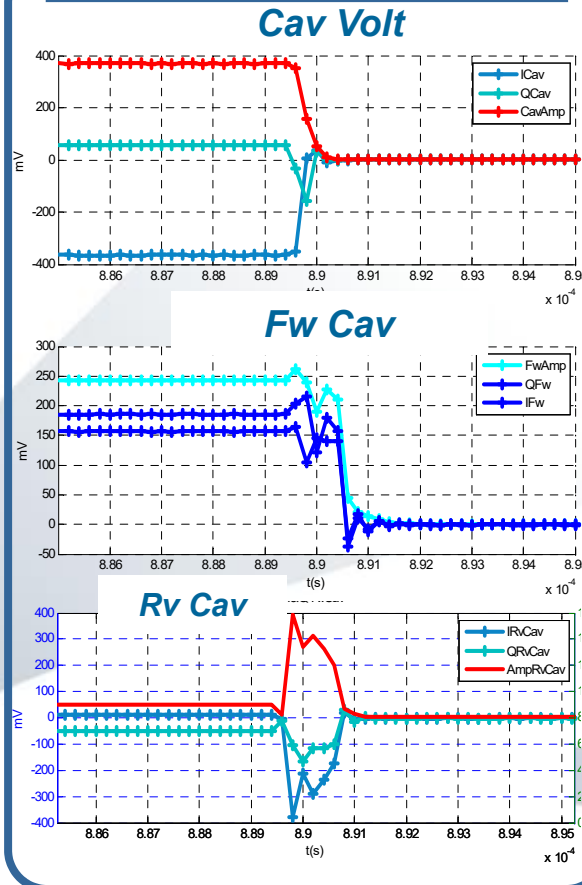 Cav Volt
400
200
0
-200
-400
mV
ICav
QCav
CavAmp
8.86 8.87 8.88 8.89 8.9 8.91 8.92 8.93 8.94 8.9
t(s)
x 10-4
Fw Cav
300
250
200
150
100
50
0
-50
mV
FwAmp
QFw
IFw
8.86 8.87 8.88 8.89 8.9 8.91 8.92 8.93 8.94 8.9
t(s)
x 10-4
Rv Cav
400
300
200
100
0
-100
-200
-300
-400
mV
IRvCav
QRvCav
AmpRvCav
8
6
4
2
0
8.86 8.87 8.88 8.89 8.9 8.91 8.92 8.93 8.94 8.95
t(s)
x 10-4